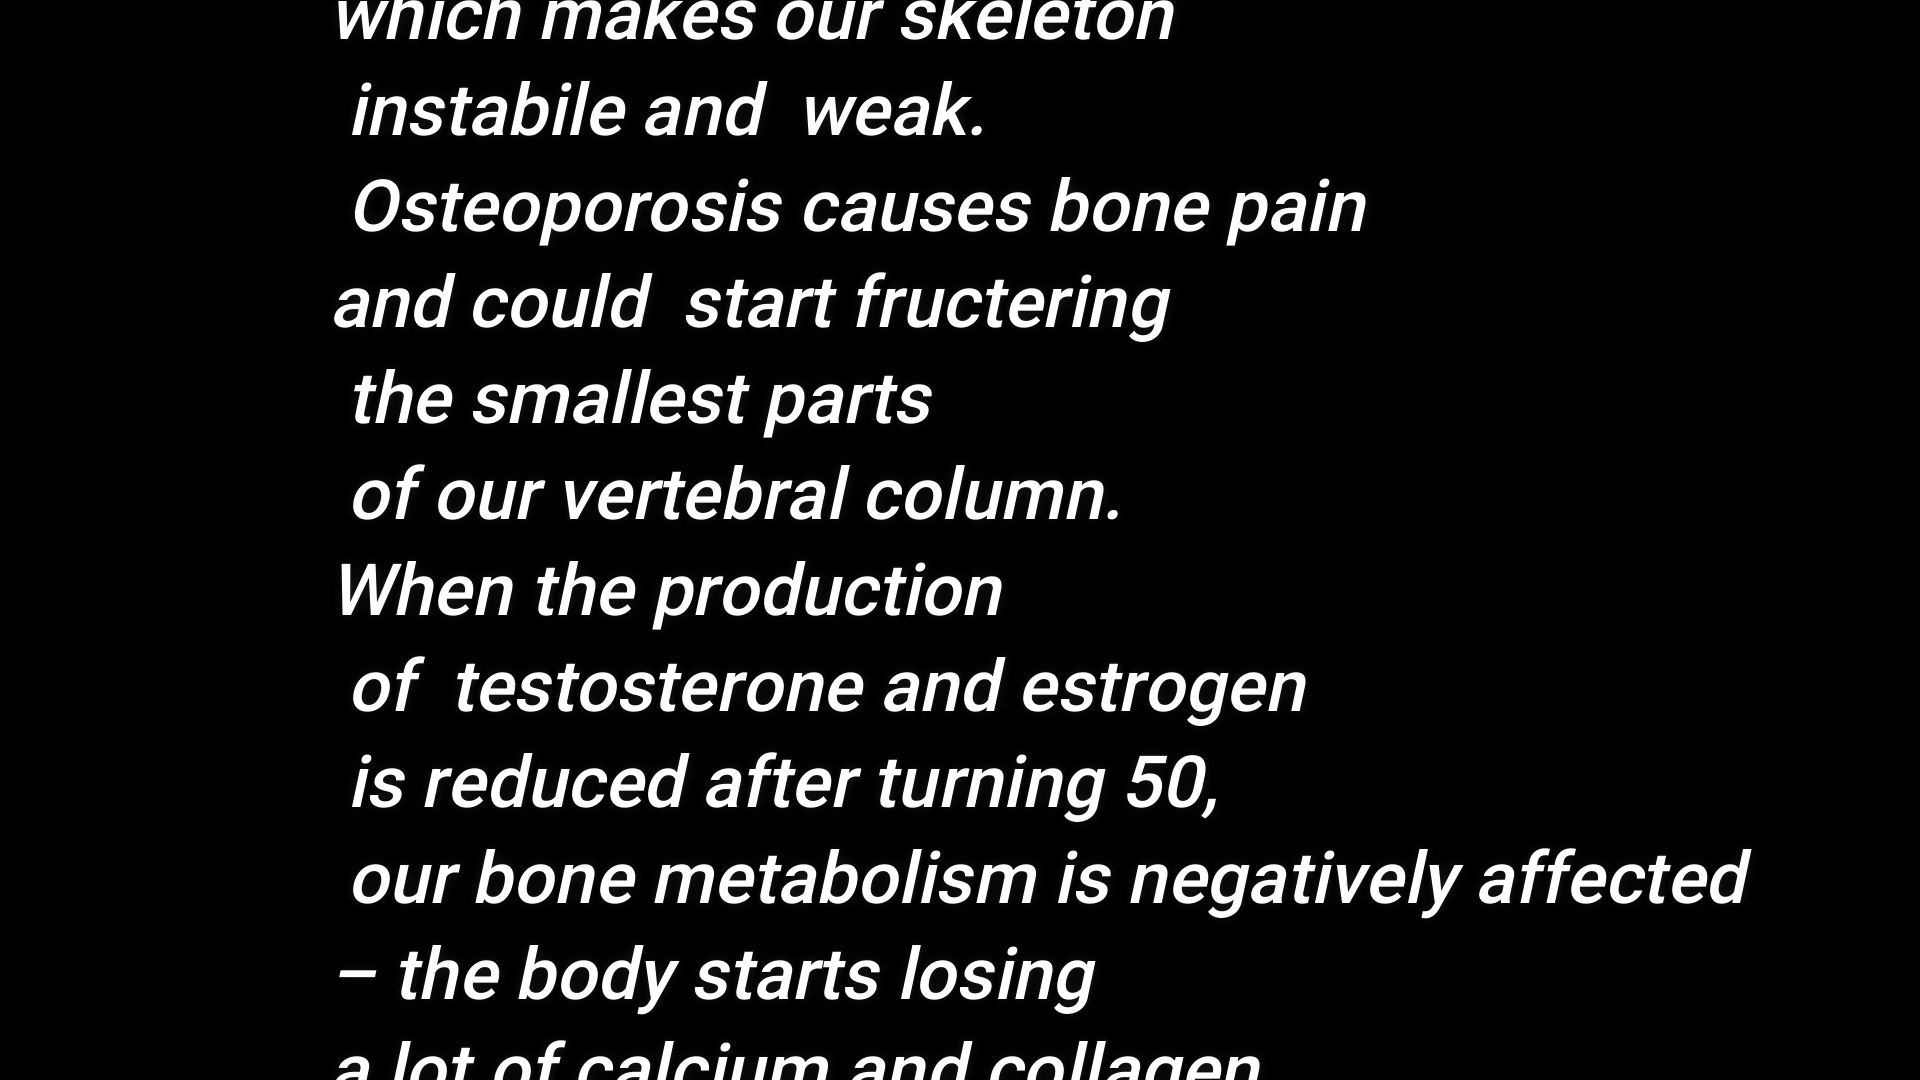 which makes our skeleton
instabile and  weak.
Osteoporosis causes bone pain
and could  start fructering
the smallest parts
of our vertebral column.
When the production
of  testosterone and estrogen
is reduced after turning 50,
our bone metabolism is negatively affected
– the body starts losing
a lot of calcium and collagen